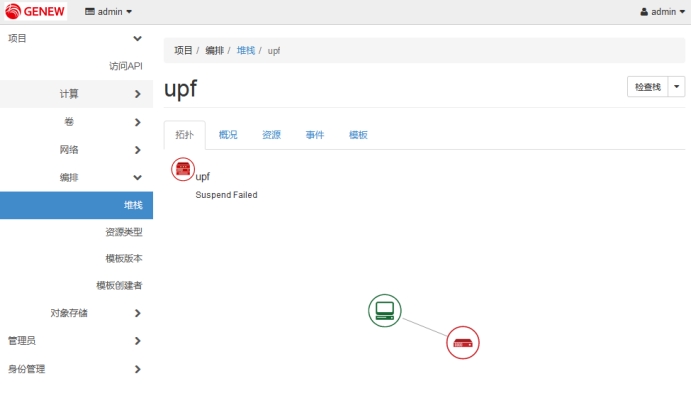 GENEW admin admin
项目
访问API
计算
卷
网络
编排
堆栈
资源类型
模板版本
模板创建者
对象存储
管理员
身份管理
项目 / 编排 / 堆栈 / upf
upf
检查栈
拓扑 概况 资源 事件 模板
upf
Suspend Failed